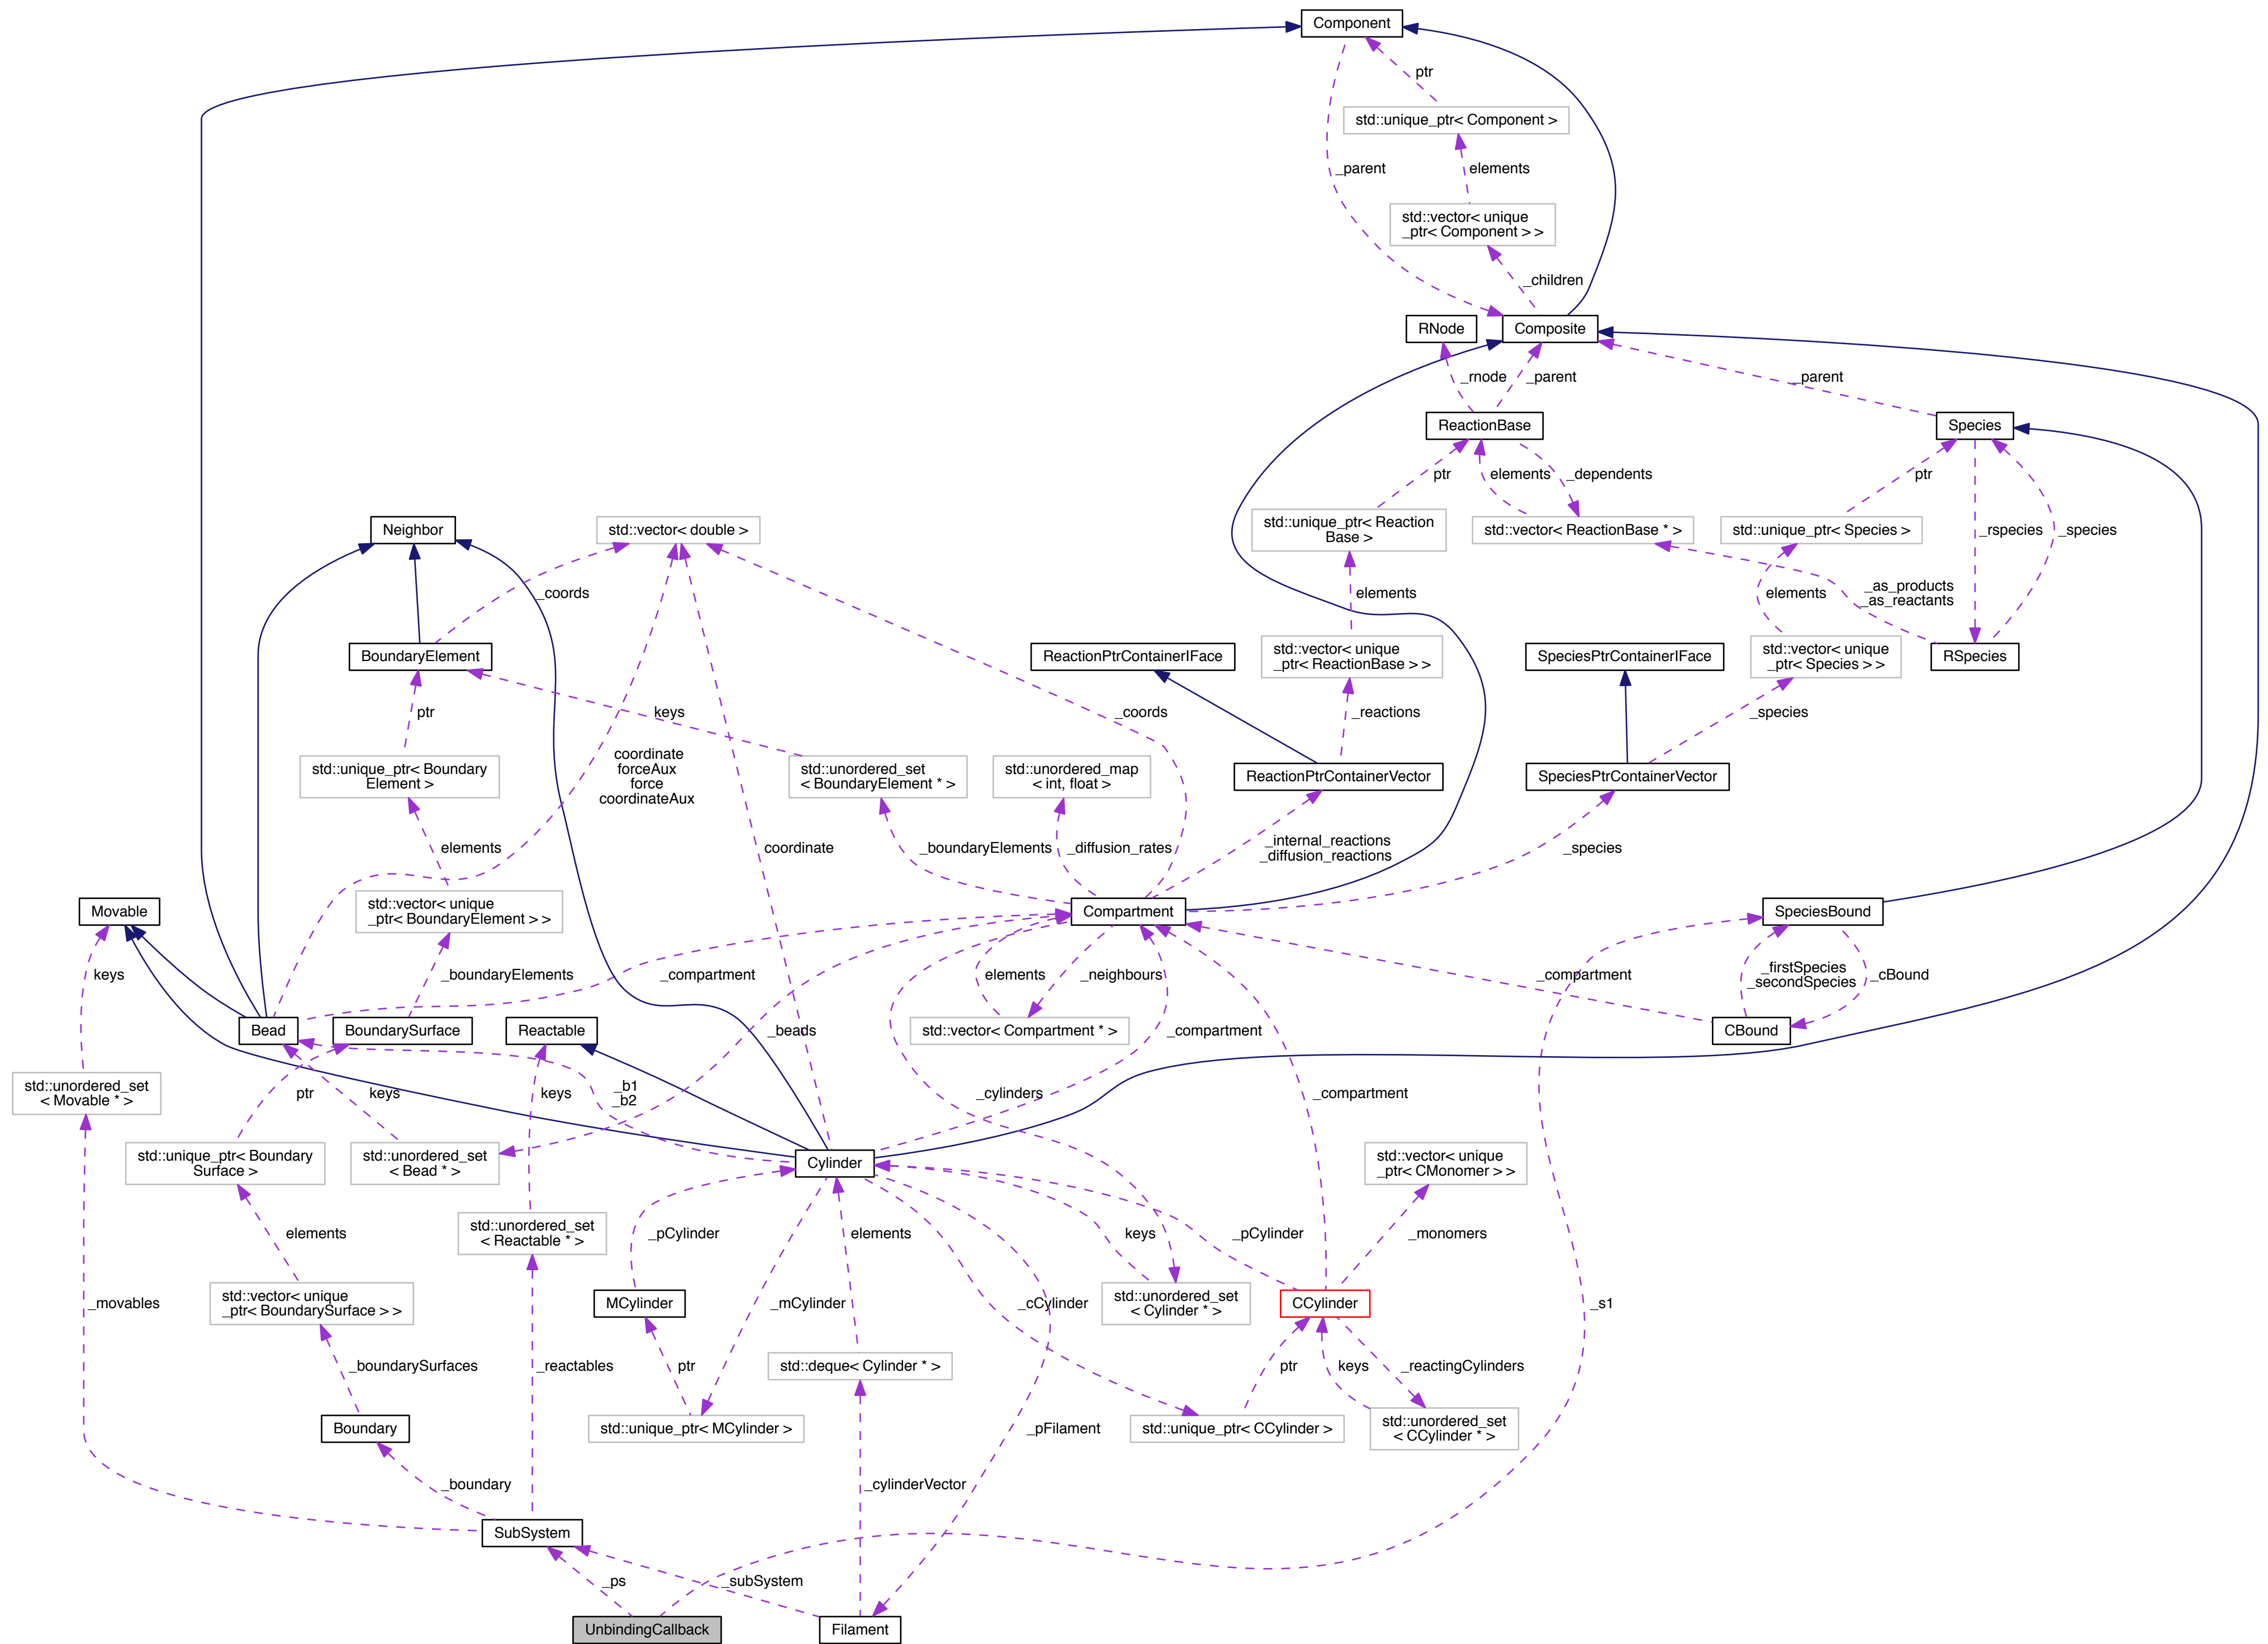 Component
ptr
std::unique_ptr< Component >
_parent
elements
std::vector< unique
_ptr< Component > >
_children
RNode
Composite
_rnode
_parent
_parent
ReactionBase
Species
ptr
elements
_dependents
ptr
Neighbor
std::vector< double >
std::unique_ptr< Reaction
Base >
std::vector< ReactionBase * >
std::unique_ptr< Species >
_rspecies
_species
_coords
elements
elements
_as_products
_as_reactants
BoundaryElement
ReactionPtrContainerIFace
std::vector< unique
_ptr< ReactionBase > >
SpeciesPtrContainerIFace
std::vector< unique
_ptr< Species > >
RSpecies
ptr
keys
_coords
_reactions
_species
coordinate
forceAux
force
coordinateAux
std::unique_ptr< Boundary
Element >
std::unordered_set
< BoundaryElement * >
std::unordered_map
< int, float >
ReactionPtrContainerVector
SpeciesPtrContainerVector
elements
coordinate
_boundaryElements
_diffusion_rates
_internal_reactions
_diffusion_reactions
_species
Movable
std::vector< unique
_ptr< BoundaryElement > >
Compartment
SpeciesBound
keys
_boundaryElements
_compartment
elements
_neighbours
_compartment
_firstSpecies
_secondSpecies
_cBound
Bead
BoundarySurface
Reactable
_beads
std::vector< Compartment * >
_compartment
CBound
std::unordered_set
< Movable * >
ptr
keys
keys
_b1
_b2
_cylinders
_compartment
std::unique_ptr< Boundary
Surface >
std::unordered_set
< Bead * >
Cylinder
std::vector< unique
_ptr< CMonomer > >
elements
std::unordered_set
< Reactable * >
_pCylinder
elements
keys
_pCylinder
_monomers
_movables
std::vector< unique
_ptr< BoundarySurface > >
MCylinder
_mCylinder
_cCylinder
std::unordered_set
< Cylinder * >
CCylinder
_s1
_boundarySurfaces
_reactables
ptr
std::deque< Cylinder * >
ptr
keys
_reactingCylinders
Boundary
std::unique_ptr< MCylinder >
_pFilament
std::unique_ptr< CCylinder >
std::unordered_set
< CCylinder * >
_boundary
_cylinderVector
SubSystem
_ps
_subSystem
UnbindingCallback
Filament